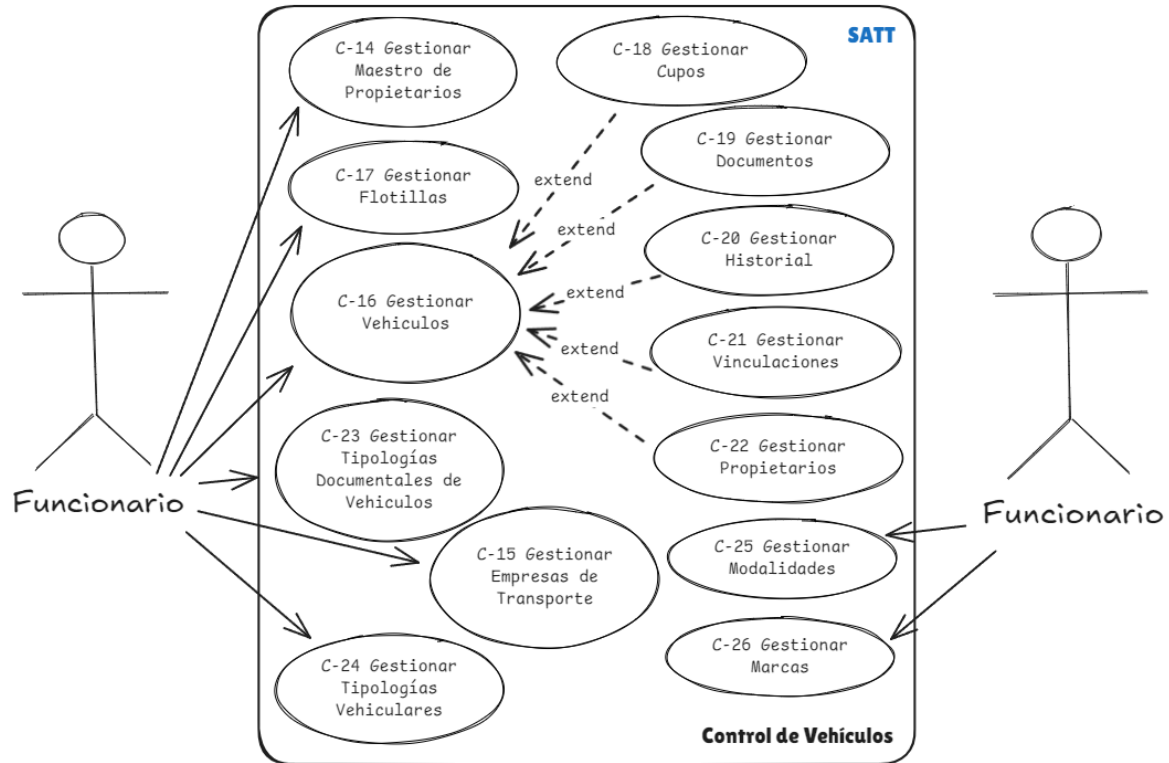 SATT
C-14 Gestionar
Maestro de
Propietarios
C-18 Gestionar
Cupos
C-19 Gestionar
Documentos
C-17 Gestionar
Flotillas
extend
extend
C-20 Gestionar
Historial
C-16 Gestionar
Vehiculos
extend
extend
C-21 Gestionar
Vinculaciones
extend
C-22 Gestionar
Propietarios
C-23 Gestionar
Tipologías
Documentales de
Vehiculos
Funcionario
Funcionario
C-15 Gestionar
Empresas de
Transporte
C-25 Gestionar
Modalidades
C-26 Gestionar
Marcas
C-24 Gestionar
Tipologías
Vehiculares
Control de Vehículos